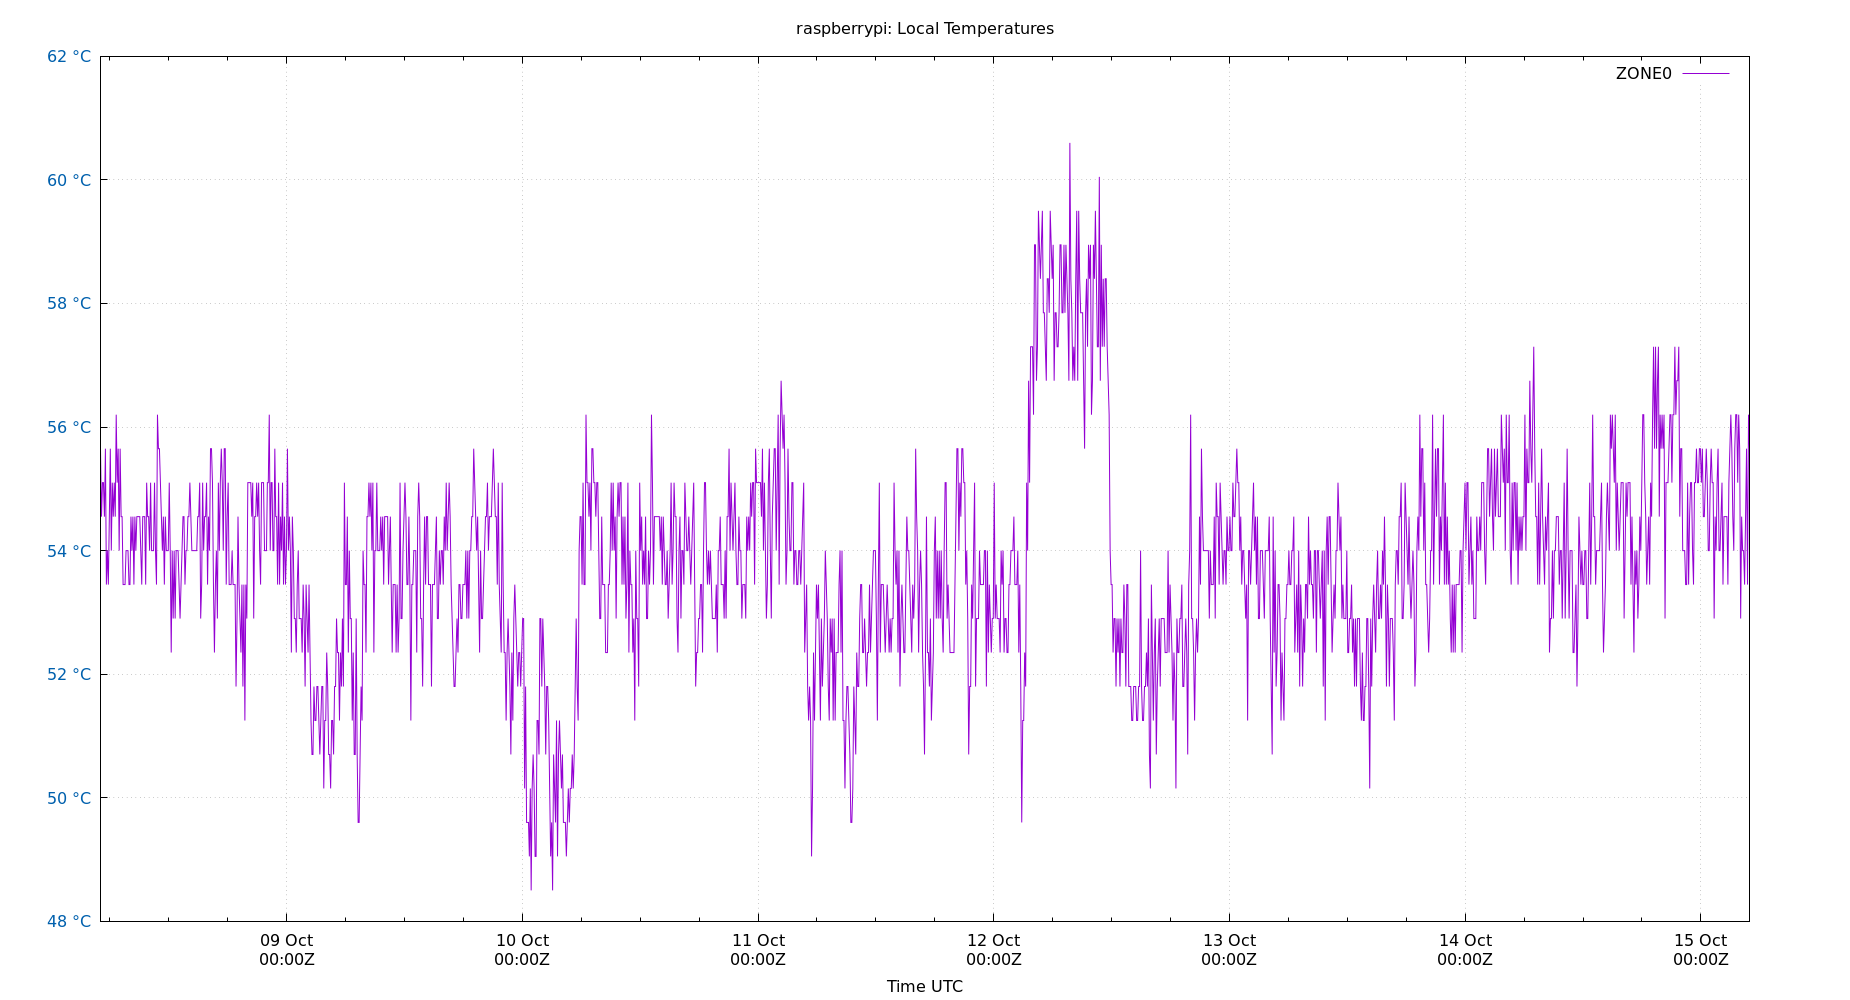 raspberrypi: Local Temperatures
62 °C
ZONE0
60 °C
58 °C
56 °C
54 °C
52 °C
50 °C
48 °C
09 Oct 10 Oct 11 Oct 12 Oct 13 Oct 14 Oct 15 Oct
00:00Z 00:00Z 00:00Z 00:00Z 00:00Z 00:00Z 00:00Z
Time UTC